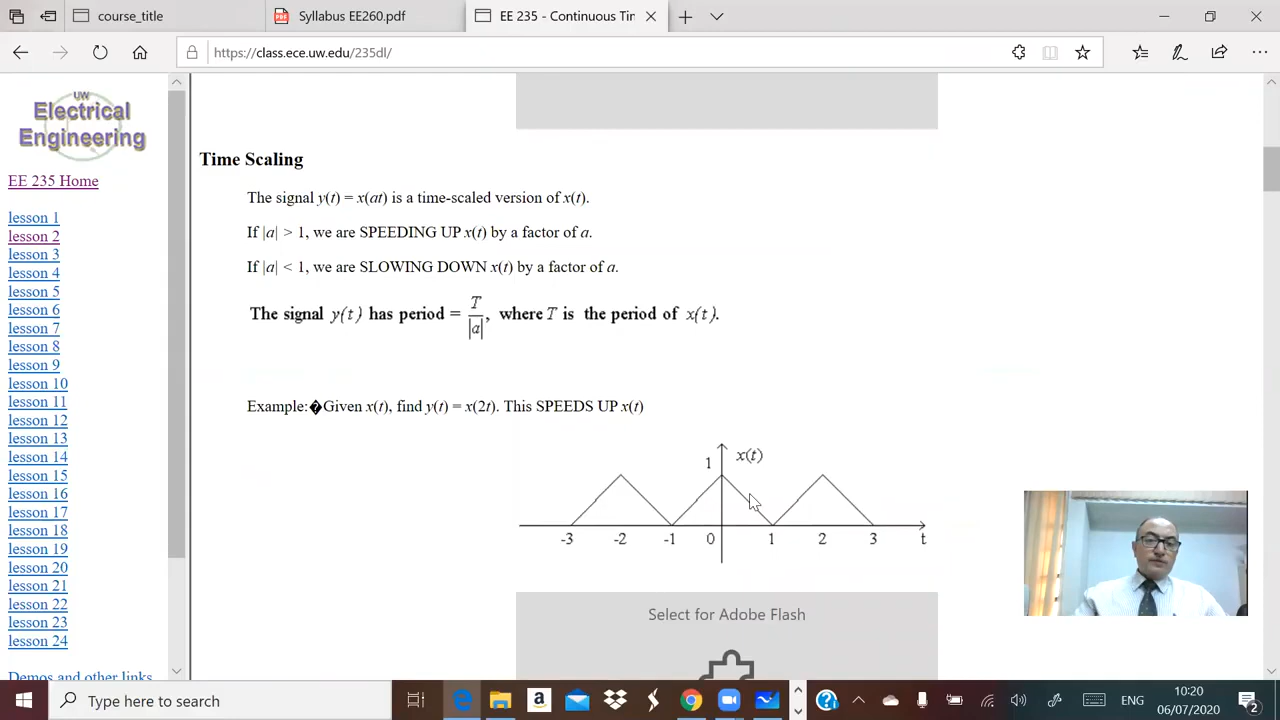 course_title
Syllabus EE260.pdf
EE 235 - Continuous Tin
https://class.ece.uw.edu/235dl/
UW
Electrical
Engineering
EE 235 Home
lesson 1
lesson 2
lesson 3
lesson 4
lesson 5
lesson 6
lesson 7
lesson 8
lesson 9
lesson 10
lesson 11
lesson 12
lesson 13
lesson 14
lesson 15
lesson 16
lesson 17
lesson 18
lesson 19
lesson 20
lesson 21
lesson 22
lesson 23
lesson 24
Demos and other links
Time Scaling
The signal y(t) = x(at) is a time-scaled version of x(t).
If |a| > 1, we are SPEEDING UP x(t) by a factor of a.
If |a| < 1, we are SLOWING DOWN x(t) by a factor of a.
The signal y(t) has period = T/|a|, where T is the period of x(t).
Example:�Given x(t), find y(t) = x(2t). This SPEEDS UP x(t)
1 x(t)
-3 -2 -1 0 1 2 3 t
Select for Adobe Flash
Type here to search
ENG
10:20
06/07/2020
2